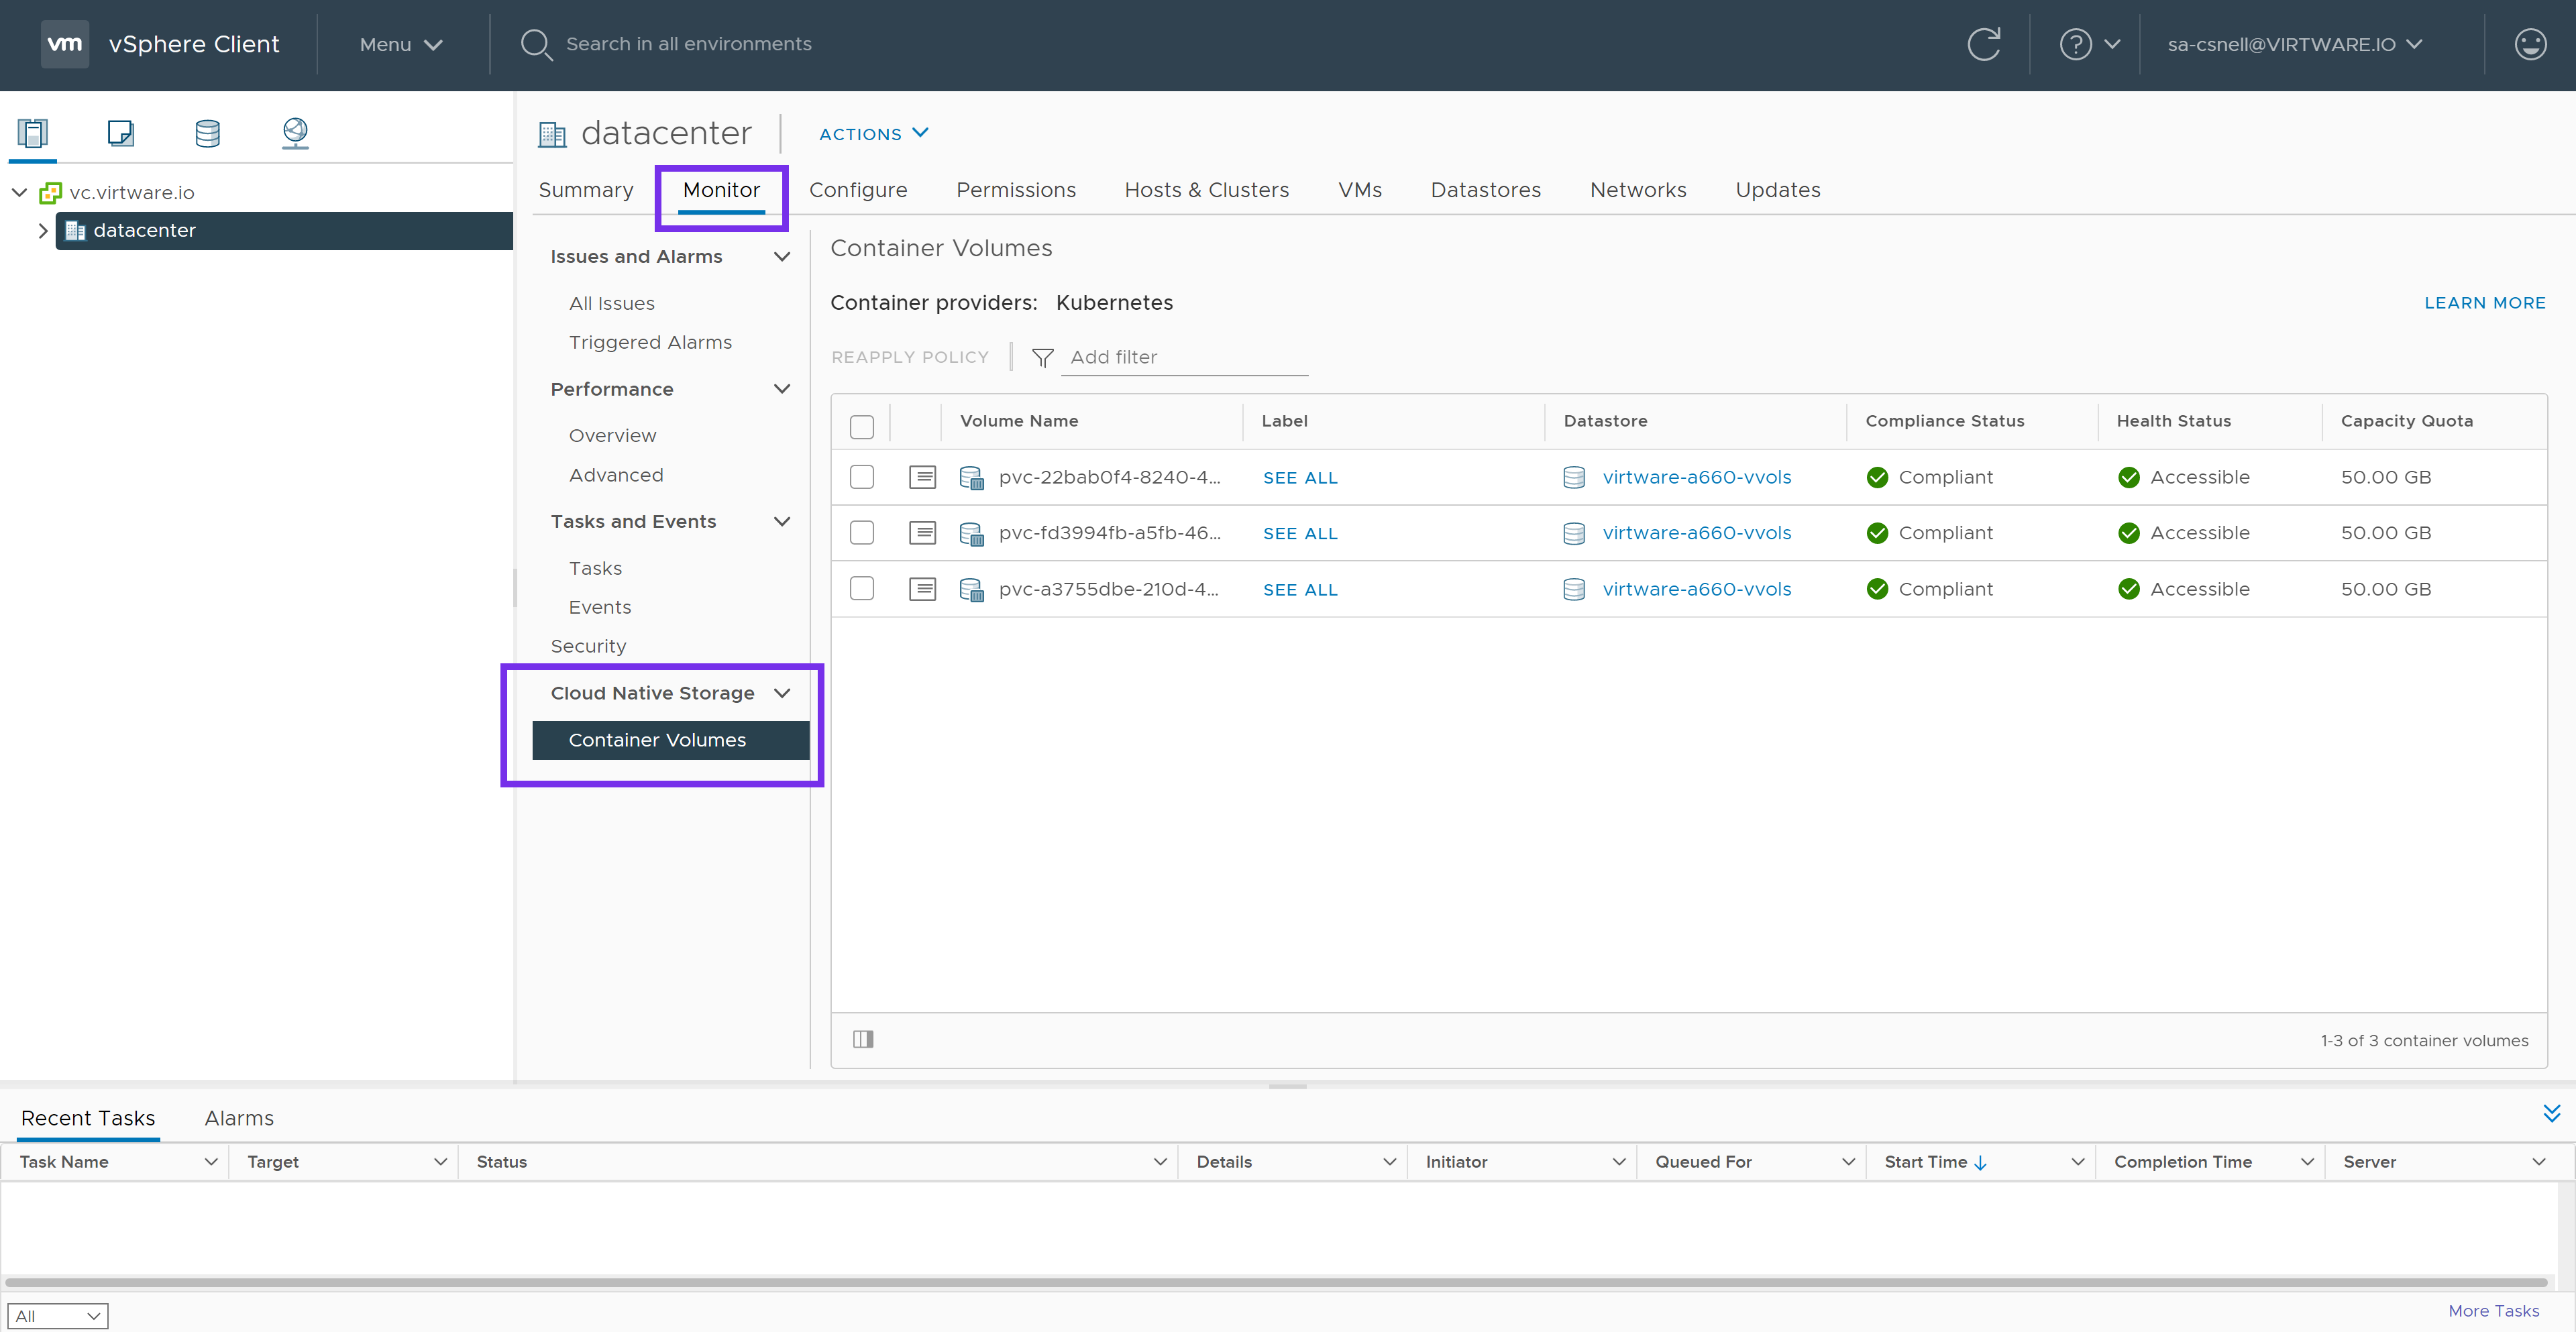 vm vSphere Client Menu Search in all environments ? sa-csnell@VIRTWARE.IO
vc.virtware.io
datacenter
datacenter ACTIONS
Summary Monitor Configure Permissions Hosts & Clusters VMs Datastores Networks Updates
Issues and Alarms
All Issues
Triggered Alarms
Performance
Overview
Advanced
Tasks and Events
Tasks
Events
Security
Cloud Native Storage
Container Volumes
Container Volumes
Container providers: Kubernetes LEARN MORE
REAPPLY POLICY Add filter
Volume Name Label Datastore Compliance Status Health Status Capacity Quota
pvc-22bab0f4-8240-4... SEE ALL virtware-a660-vvols Compliant Accessible 50.00 GB
pvc-fd3994fb-a5fb-46... SEE ALL virtware-a660-vvols Compliant Accessible 50.00 GB
pvc-a3755dbe-210d-4... SEE ALL virtware-a660-vvols Compliant Accessible 50.00 GB
1-3 of 3 container volumes
Recent Tasks Alarms
Task Name Target Status Details Initiator Queued For Start Time Completion Time Server
All More Tasks